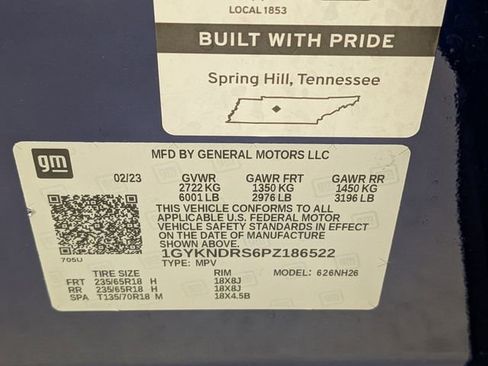 LOCAL 1853
BUILT WITH PRIDE
Spring Hill, Tennessee
gm
MFD BY GENERAL MOTORS LLC
02/23 GVWR GAWR FRT GAWR RR
2722 KG 1350 KG 1450 KG
6001 LB 2976 LB 3196 LB
THIS VEHICLE CONFORMS TO ALL
APPLICABLE U.S. FEDERAL MOTOR
VEHICLE SAFETY STANDARDS IN EFFECT
ON THE DATE OF MANUFACTURE
SHOWN ABOVE.
705U 1GYKNDRS6PZ186522
TYPE: MPV MODEL: 626NH26
TIRE SIZE RIM
FRT 235/65R18 H 18X8J
RR 235/65R18 H 18X8J
SPA T135/70R18 M 18X4.5B